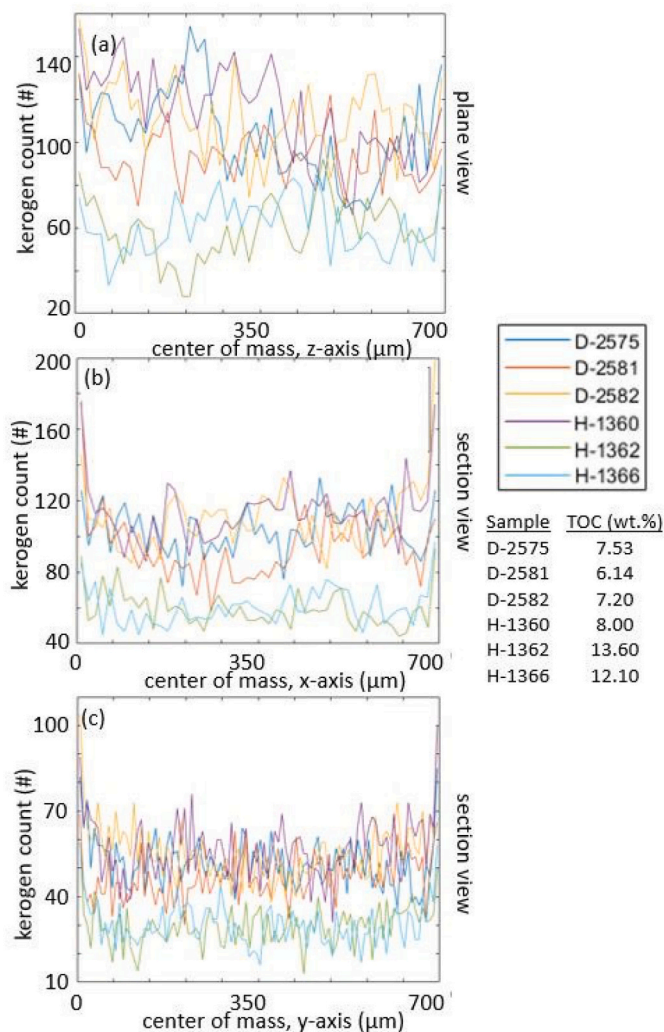 (a)
kerogen count (#)
140
100
60
20
0 350 700
center of mass, z-axis (μm)
plane view
(b)
kerogen count (#)
200
160
120
80
40
0 350 700
center of mass, x-axis (μm)
section view
D-2575
D-2581
D-2582
H-1360
H-1362
H-1366
Sample TOC (wt.%)
D-2575 7.53
D-2581 6.14
D-2582 7.20
H-1360 8.00
H-1362 13.60
H-1366 12.10
(c)
kerogen count (#)
100
70
40
10
0 350 700
center of mass, y-axis (μm)
section view